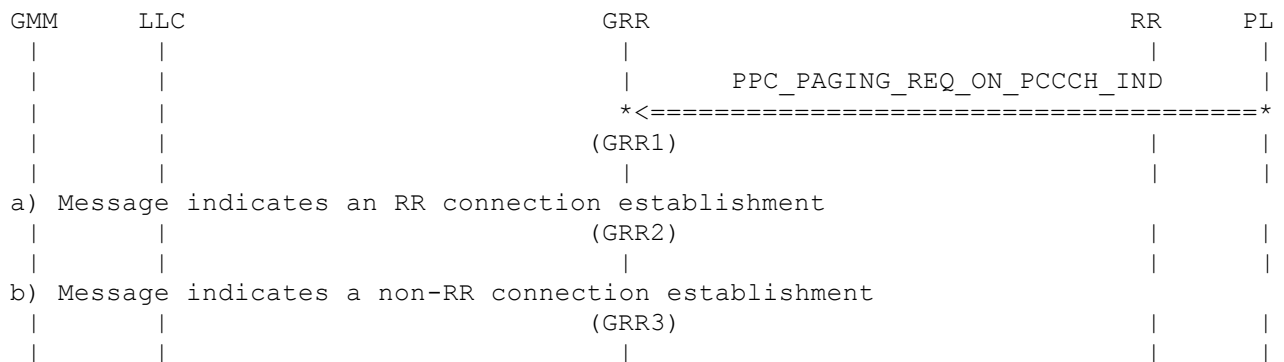 GMM      LLC                           GRR                              RR      PL
 |        |                             |                               |       |
 |        |                             |      PPC_PAGING_REQ_ON_PCCCH_IND      |
 |        |                             *<======================================*
 |        |                           (GRR1)                            |       |
 |        |                             |                               |       |
a) Message indicates an RR connection establishment
 |        |                           (GRR2)                            |       |
 |        |                             |                               |       |
b) Message indicates a non-RR connection establishment
 |        |                           (GRR3)                            |       |
 |        |                             |                               |       |